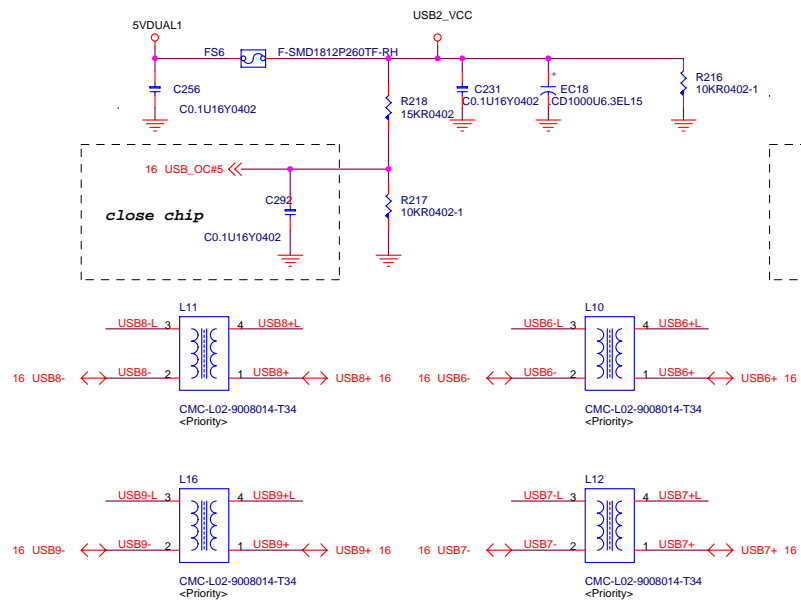 USB2_VCC
5VDUAL1
FS6 F-SMD1812P260TF-RH
C256
C0.1U16Y0402
R218
15KR0402
C231
C0.1U16Y0402
EC18
.CD1000U6.3EL15
+
R216
10KR0402-1
16 USB_OC#5
C292
C0.1U16Y0402
close chip
R217
10KR0402-1
L11
USB8-L 3 4 USB8+L
16 USB8- USB8- 2 1 USB8+ USB8+ 16
CMC-L02-9008014-T34
<Priority>
L10
USB6-L 3 4 USB6+L
16 USB6- USB6- 2 1 USB6+ USB6+ 16
CMC-L02-9008014-T34
<Priority>
L16
USB9-L 3 4 USB9+L
16 USB9- USB9- 2 1 USB9+ USB9+ 16
CMC-L02-9008014-T34
<Priority>
L12
USB7-L 3 4 USB7+L
16 USB7- USB7- 2 1 USB7+ USB7+ 16
CMC-L02-9008014-T34
<Priority>